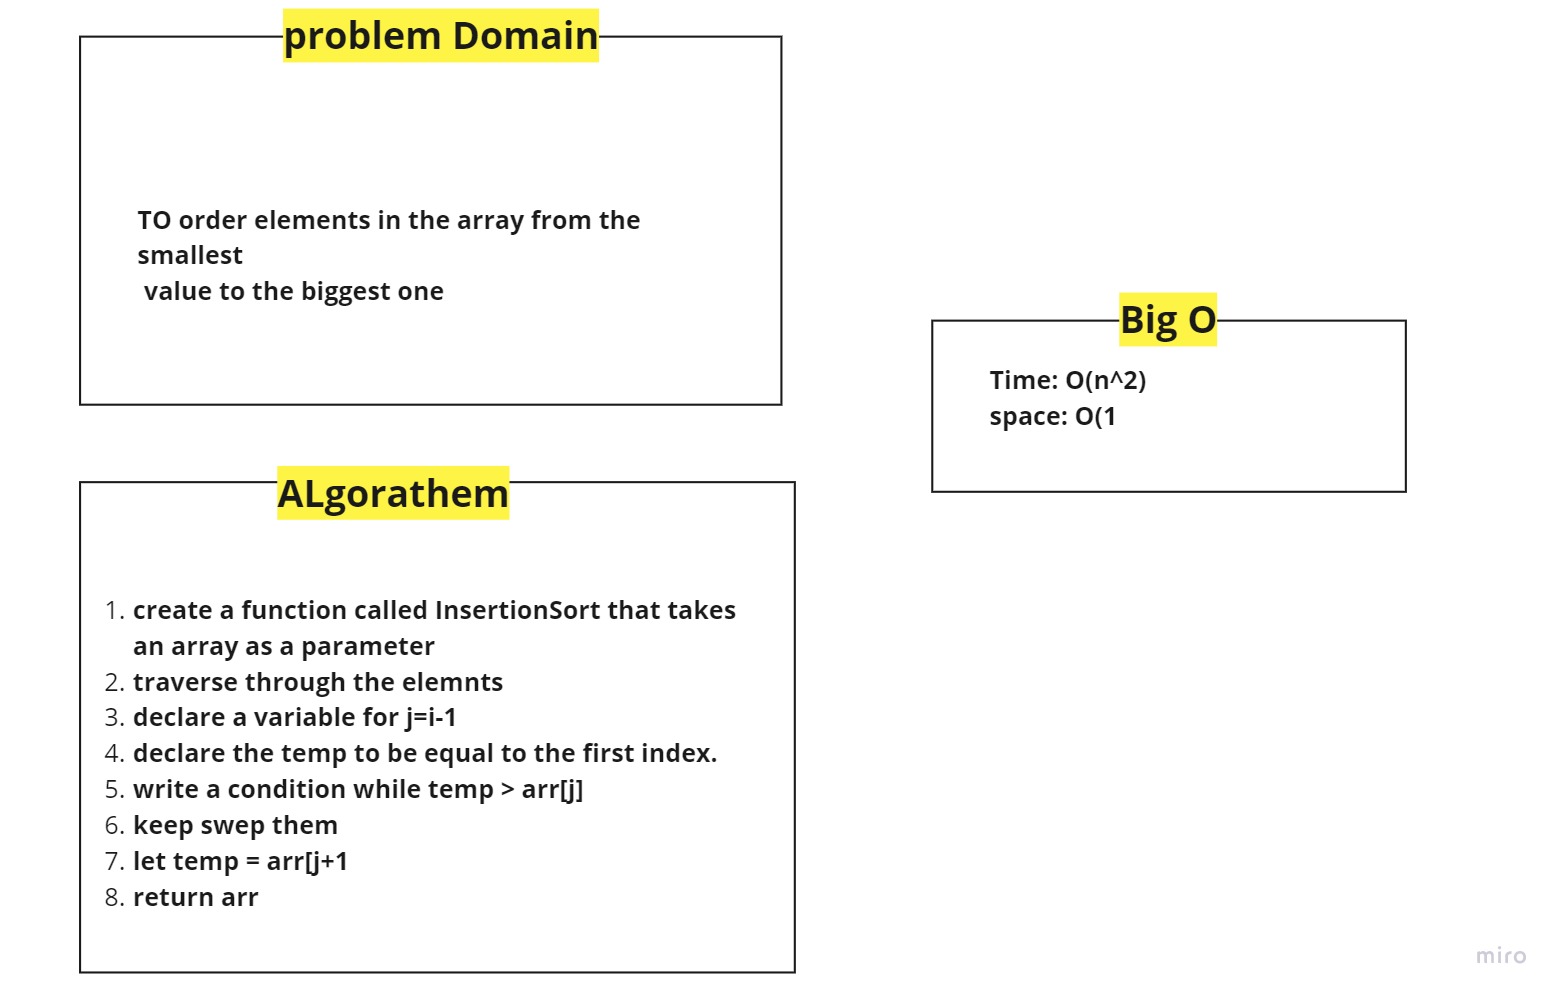 problem Domain
TO order elements in the array from the
smallest
value to the biggest one
Big O
Time: O(n^2)
space: O(1
ALgorathem
1. create a function called InsertionSort that takes
an array as a parameter
2. traverse through the elemnts
3. declare a variable for j=i-1
4. declare the temp to be equal to the first index.
5. write a condition while temp > arr[j]
6. keep swep them
7. let temp = arr[j+1
8. return arr
miro